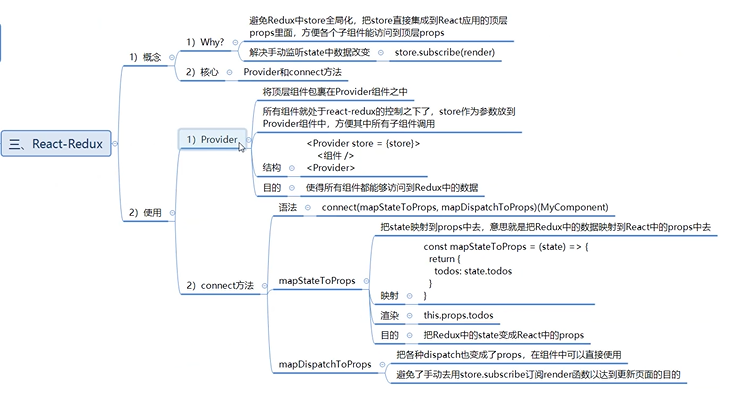 三、React-Redux
1）概念
1）Why?
避免Redux中store全局化，把store直接集成到React应用的顶层
props里面，方便各个子组件能访问到顶层props
解决手动监听state中数据改变
store.subscribe(render)
2）核心
Provider和connect方法
2）使用
1）Provider
将顶层组件包裹在Provider组件之中
所有组件就处于react-redux的控制之下了，store作为参数放到
Provider组件中，方便其中所有子组件调用
结构
<Provider store = {store}>
<组件 />
<Provider>
目的
使得所有组件都能够访问到Redux中的数据
2）connect方法
语法
connect(mapStateToProps, mapDispatchToProps)(MyComponent)
mapStateToProps
把state映射到props中去，意思就是把Redux中的数据映射到React中的props中去
映射
const mapStateToProps = (state) => {
return {
todos: state.todos
}
}
渲染
this.props.todos
目的
把Redux中的state变成React中的props
mapDispatchToProps
把各种dispatch也变成了props，在组件中可以直接使用
避免了手动去用store.subscribe订阅render函数以达到更新页面的目的